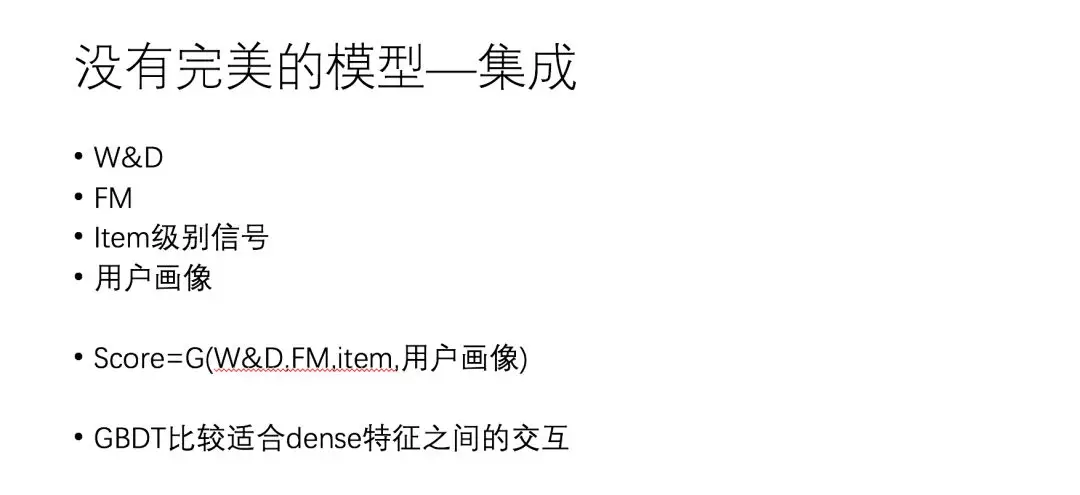 没有完美的模型—集成
• W&D
• FM
• Item级别信号
• 用户画像
• Score=G(W&D,FM,item,用户画像)
• GBDT比较适合dense特征之间的交互